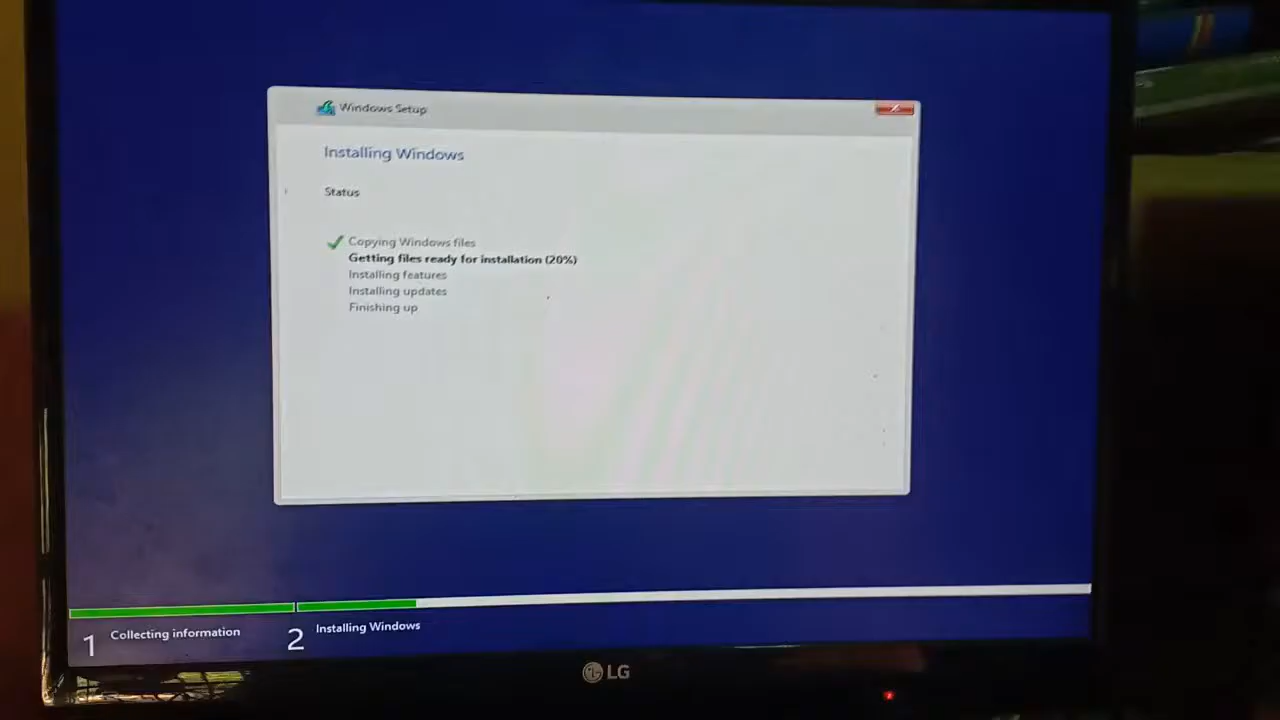 Windows Setup
Installing Windows
Status
Copying Windows files
Getting files ready for installation (20%)
Installing features
Installing updates
Finishing up
1 Collecting information
2 Installing Windows
LG